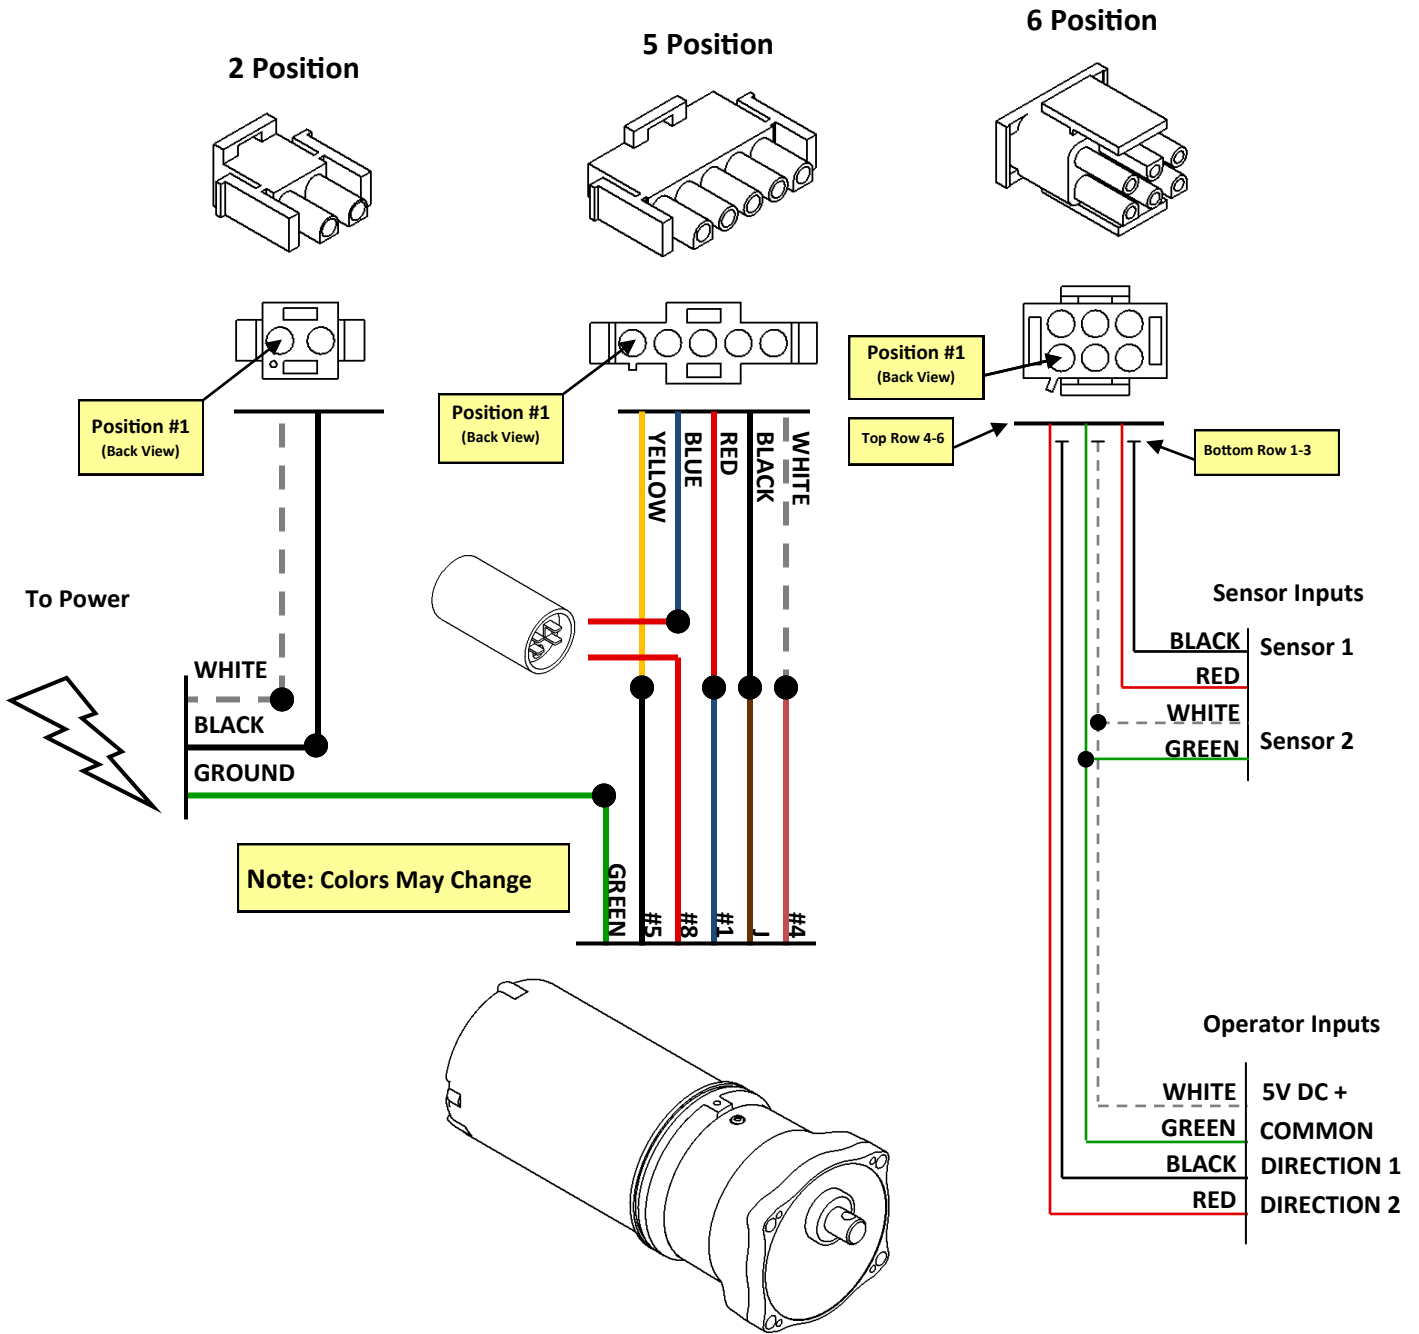 2 Position
5 Position
6 Position
Position #1
(Back View)
Position #1
(Back View)
Position #1
(Back View)
Top Row 4-6
Bottom Row 1-3
YELLOW
BLUE
RED
BLACK
WHITE
To Power
WHITE
BLACK
GROUND
Note: Colors May Change
GREEN
#5
#8
#1
J
#4
Sensor Inputs
BLACK
Sensor 1
RED
WHITE
Sensor 2
GREEN
Operator Inputs
WHITE 5V DC +
GREEN COMMON
BLACK DIRECTION 1
RED DIRECTION 2